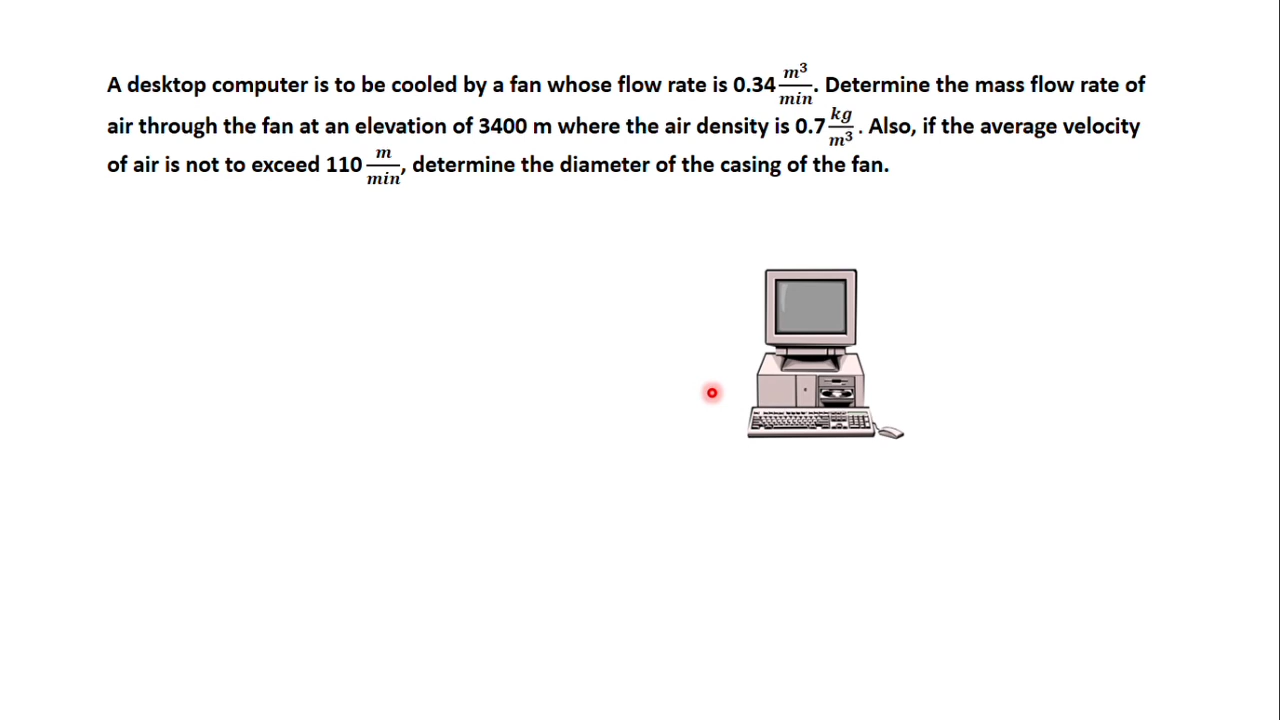 A desktop computer is to be cooled by a fan whose flow rate is 0.34 m³/min. Determine the mass flow rate of
air through the fan at an elevation of 3400 m where the air density is 0.7 kg/m³. Also, if the average velocity
of air is not to exceed 110 m/min, determine the diameter of the casing of the fan.